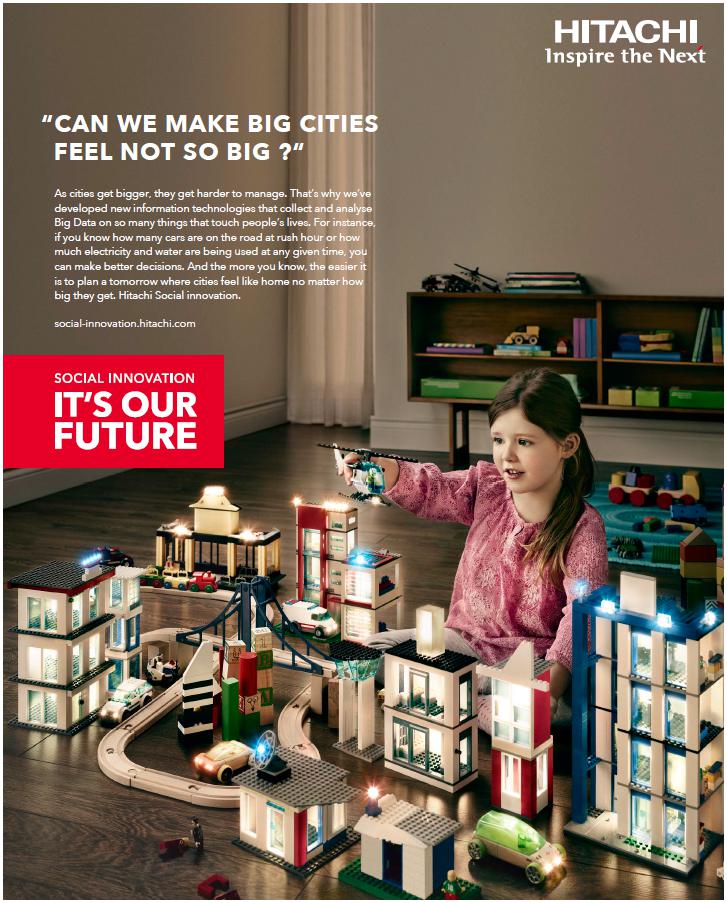 HITACHI
Inspire the Next
“CAN WE MAKE BIG CITIES
FEEL NOT SO BIG ?“
As cities get bigger, they get harder to manage. That's why we've
developed new information technologies that collect and analyse
Big Data on so many things that touch people's lives. For instance,
if you know how many cars are on the road at rush hour or how
much electricity and water are being used at any given time, you
can make better decisions. And the more you know, the easier it
is to plan a tomorrow where cities feel like home no matter how
big they get. Hitachi Social innovation.
social-innovation.hitachi.com
SOCIAL INNOVATION
IT'S OUR
FUTURE